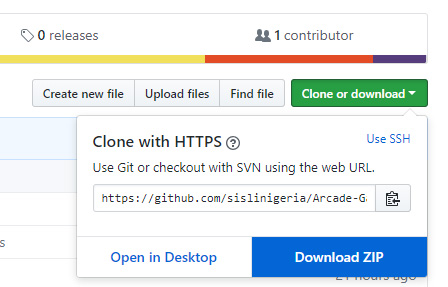 0 releases
1 contributor
Create new file
Upload files
Find file
Clone or download
Clone with HTTPS
Use SSH
Use Git or checkout with SVN using the web URL.
https://github.com/sislinigeria/Arcade-G
Open in Desktop
Download ZIP
21 hours ago